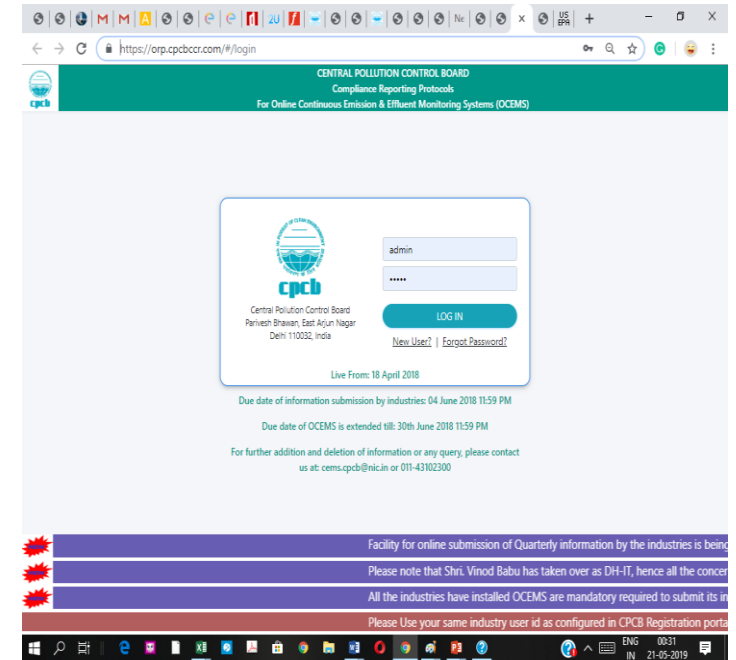 M M A e e 2U Ne US
EPA
https://orp.cpcbccr.com/#/login
CENTRAL POLLUTION CONTROL BOARD
Compliance Reporting Protocols
For Online Continuous Emission & Effluent Monitoring Systems (OCEMS)
cpcb
admin
•••••
cpcb
Central Pollution Control Board
Parivesh Bhawan, East Arjun Nagar
Delhi 110032, India
LOG IN
New User? | Forgot Password?
Live From: 18 April 2018
Due date of information submission by industries: 04 June 2018 11:59 PM
Due date of OCEMS is extended till: 30th June 2018 11:59 PM
For further addition and deletion of information or any query, please contact
us at: cems.cpcb@nic.in or 011-43102300
Facility for online submission of Quarterly information by the industries is being
Please note that Shri. Vinod Babu has taken over as DH-IT, hence all the concer
All the industries have installed OCEMS are mandatory required to submit its in
Please Use your same industry user id as configured in CPCB Registration porta
ENG 00:31
IN 21-05-2019